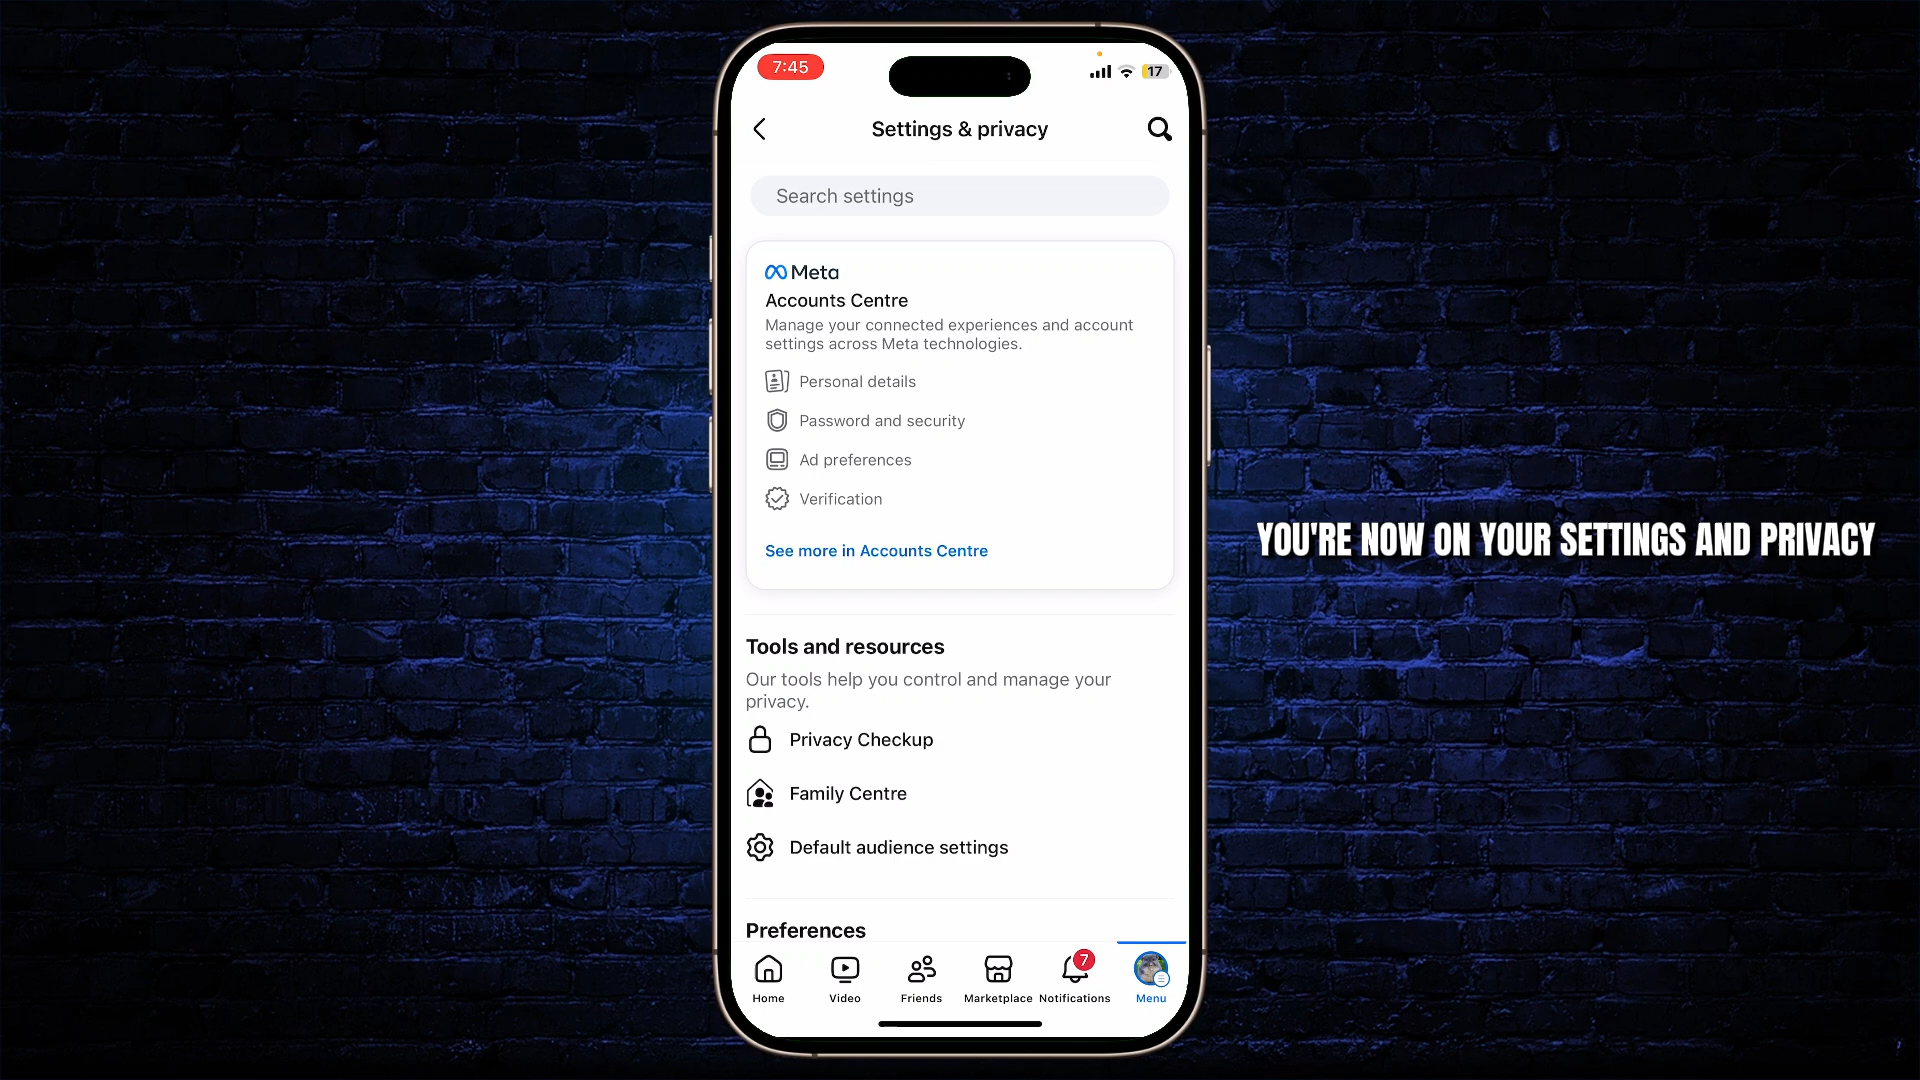 7:45
17
Settings & privacy
Search settings
Meta
Accounts Centre
Manage your connected experiences and account
settings across Meta technologies.
Personal details
Password and security
Ad preferences
Verification
See more in Accounts Centre
YOU'RE NOW ON YOUR SETTINGS AND PRIVACY
Tools and resources
Our tools help you control and manage your
privacy.
Privacy Checkup
Family Centre
Default audience settings
Preferences
7
Home Video Friends Marketplace Notifications Menu